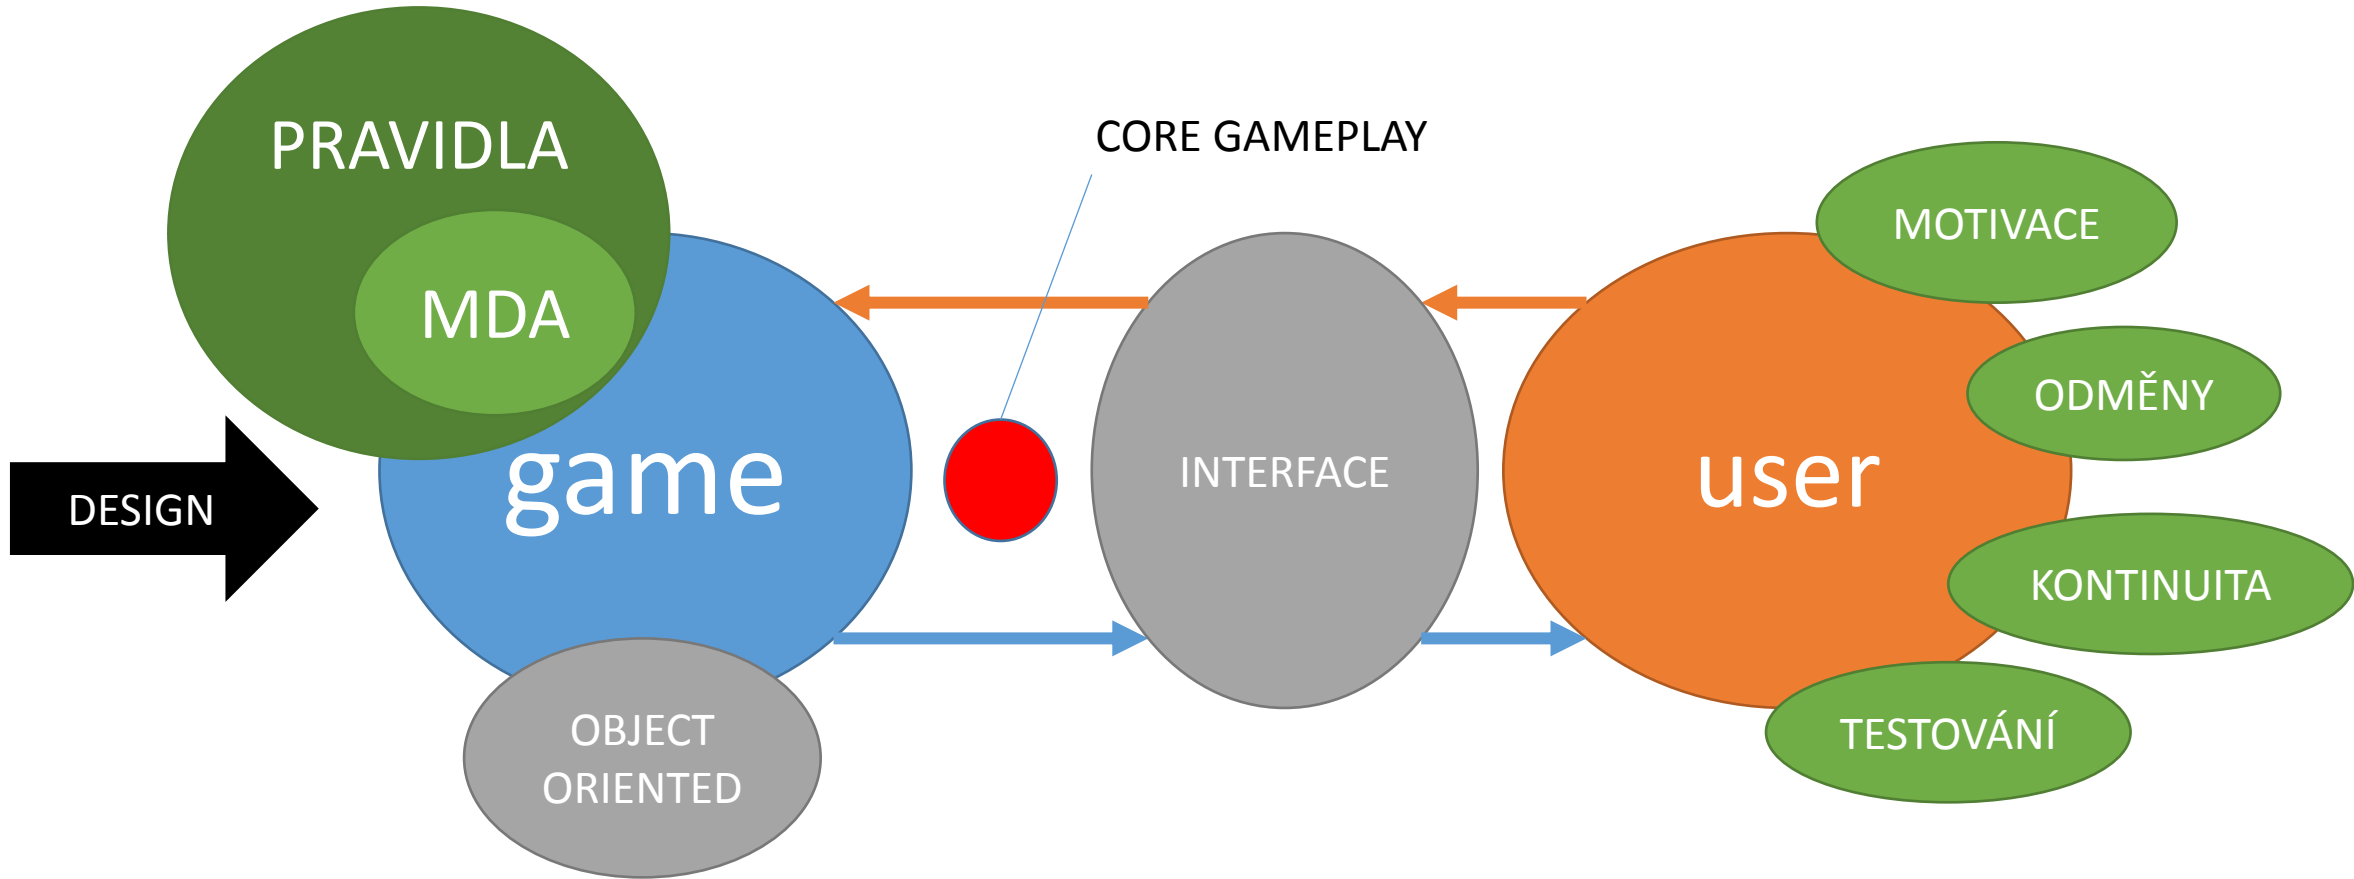 PRAVIDLA
MDA
DESIGN
game
OBJECT
ORIENTED
CORE GAMEPLAY
INTERFACE
user
MOTIVACE
ODMĚNY
KONTINUITA
TESTOVÁNÍ